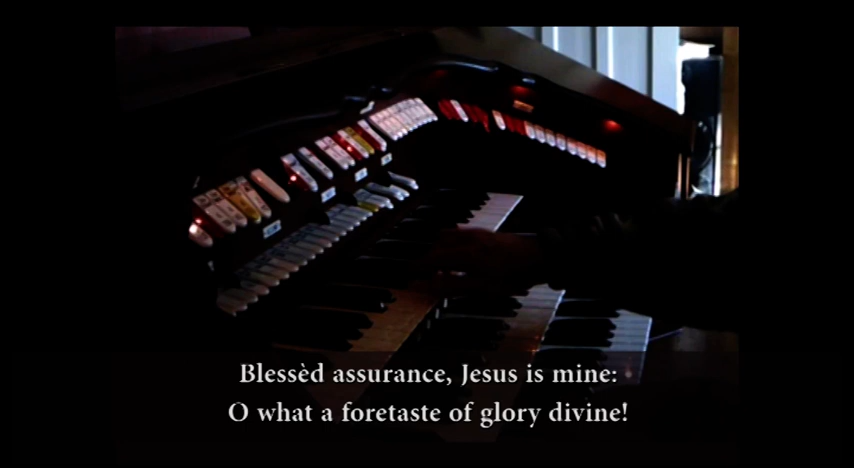 Blessèd assurance, Jesus is mine:
O what a foretaste of glory divine!